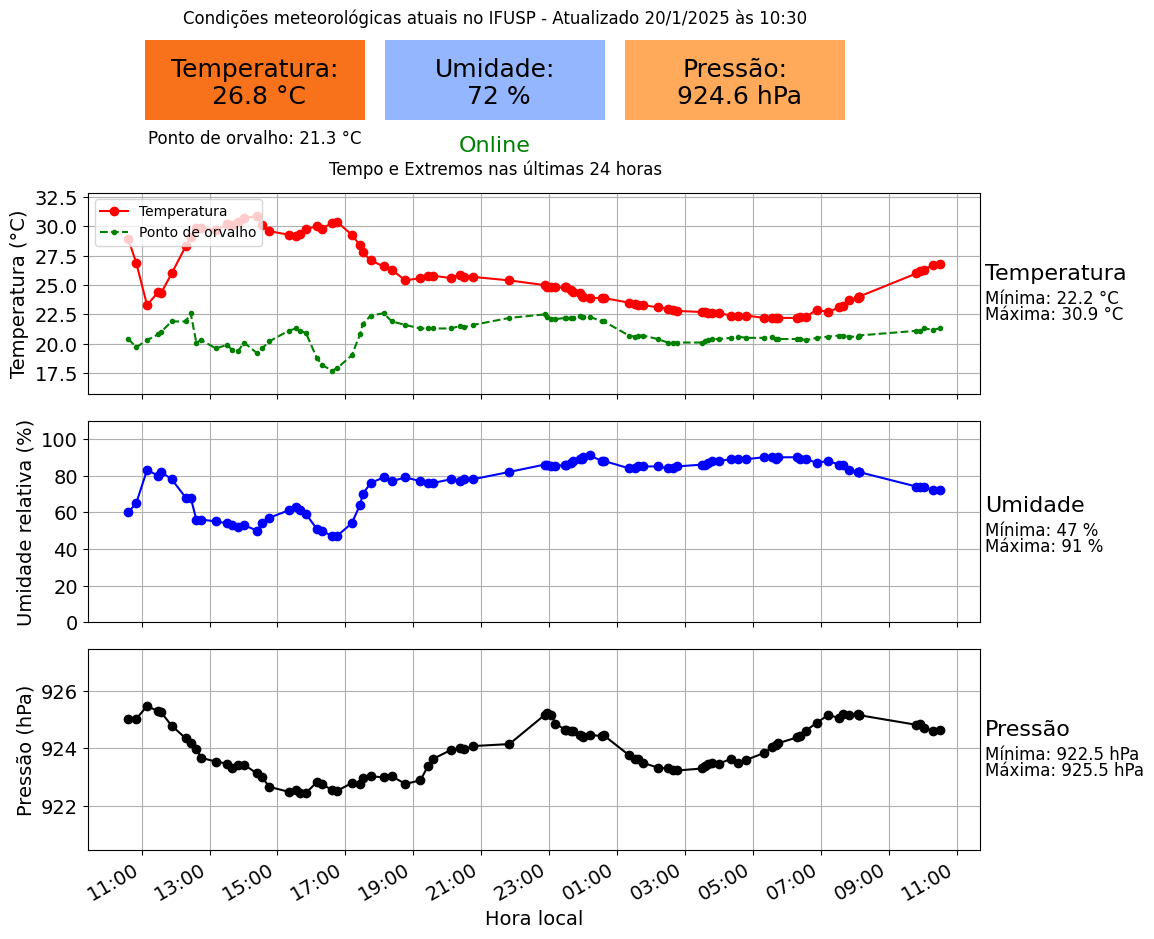 Condições meteorológicas atuais no IFUSP - Atualizado 20/1/2025 às 10:30
Temperatura:
26.8 °C
Umidade:
72 %
Pressão:
924.6 hPa
Ponto de orvalho: 21.3 °C
Online
Tempo e Extremos nas últimas 24 horas
Temperatura (°C)
32.5
30.0
27.5
25.0
22.5
20.0
17.5
Temperatura
Ponto de orvalho
Temperatura
Mínima: 22.2 °C
Máxima: 30.9 °C
Umidade relativa (%)
100
80
60
40
20
0
Umidade
Mínima: 47 %
Máxima: 91 %
Pressão (hPa)
926
924
922
Pressão
Mínima: 922.5 hPa
Máxima: 925.5 hPa
11:00 13:00 15:00 17:00 19:00 21:00 23:00 01:00 03:00 05:00 07:00 09:00 11:00
Hora local